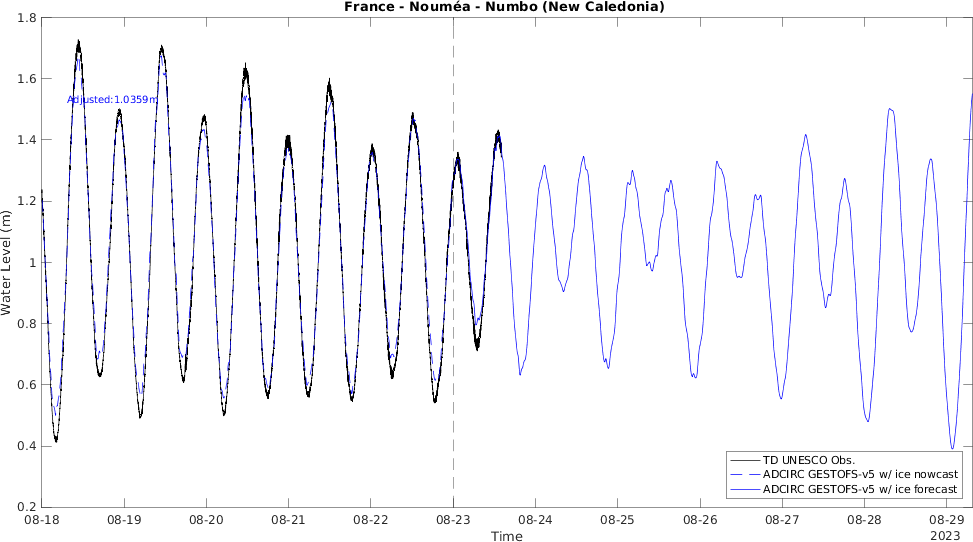 France - Nouméa - Numbo (New Caledonia)
1.8
1.6
1.4
1.2
1
0.8
0.6
0.4
0.2
Water Level (m)
Adjusted:1.0359m
TD UNESCO Obs.
ADCIRC GESTOFS-v5 w/ ice nowcast
ADCIRC GESTOFS-v5 w/ ice forecast
08-18 08-19 08-20 08-21 08-22 08-23 08-24 08-25 08-26 08-27 08-28 08-29
2023
Time